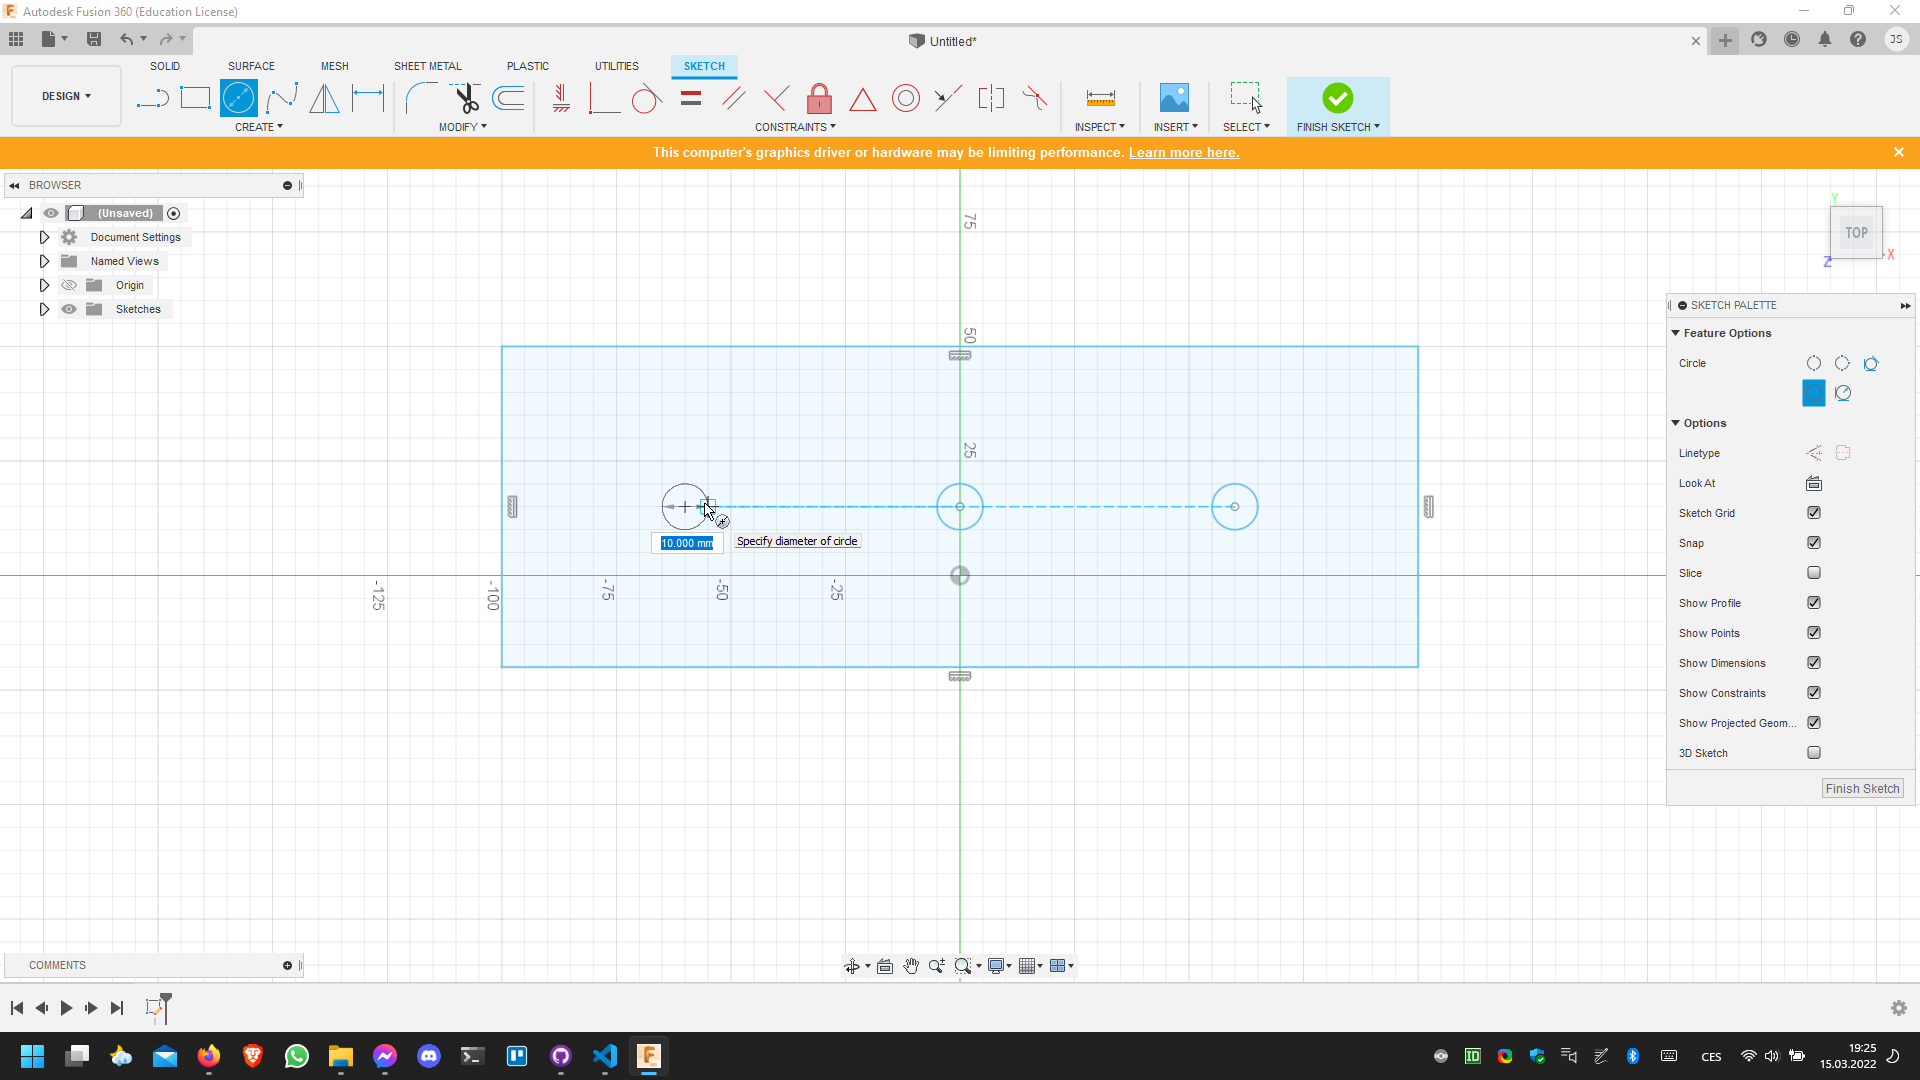 Autodesk Fusion 360 (Education License)
Untitled*
JS
DESIGN
SOLID
SURFACE
MESH
SHEET METAL
PLASTIC
UTILITIES
SKETCH
CREATE
MODIFY
CONSTRAINTS
INSPECT
INSERT
SELECT
FINISH SKETCH
This computer's graphics driver or hardware may be limiting performance. Learn more here.
BROWSER
(Unsaved)
Document Settings
Named Views
Origin
Sketches
75
50
25
-125
-100
-75
-50
-25
10.000 mm
Specify diameter of circle
Y
TOP
X
Z
SKETCH PALETTE
Feature Options
Circle
Options
Linetype
Look At
Sketch Grid
Snap
Slice
Show Profile
Show Points
Show Dimensions
Show Constraints
Show Projected Geom...
3D Sketch
Finish Sketch
COMMENTS
ID
CES
19:25
15.03.2022